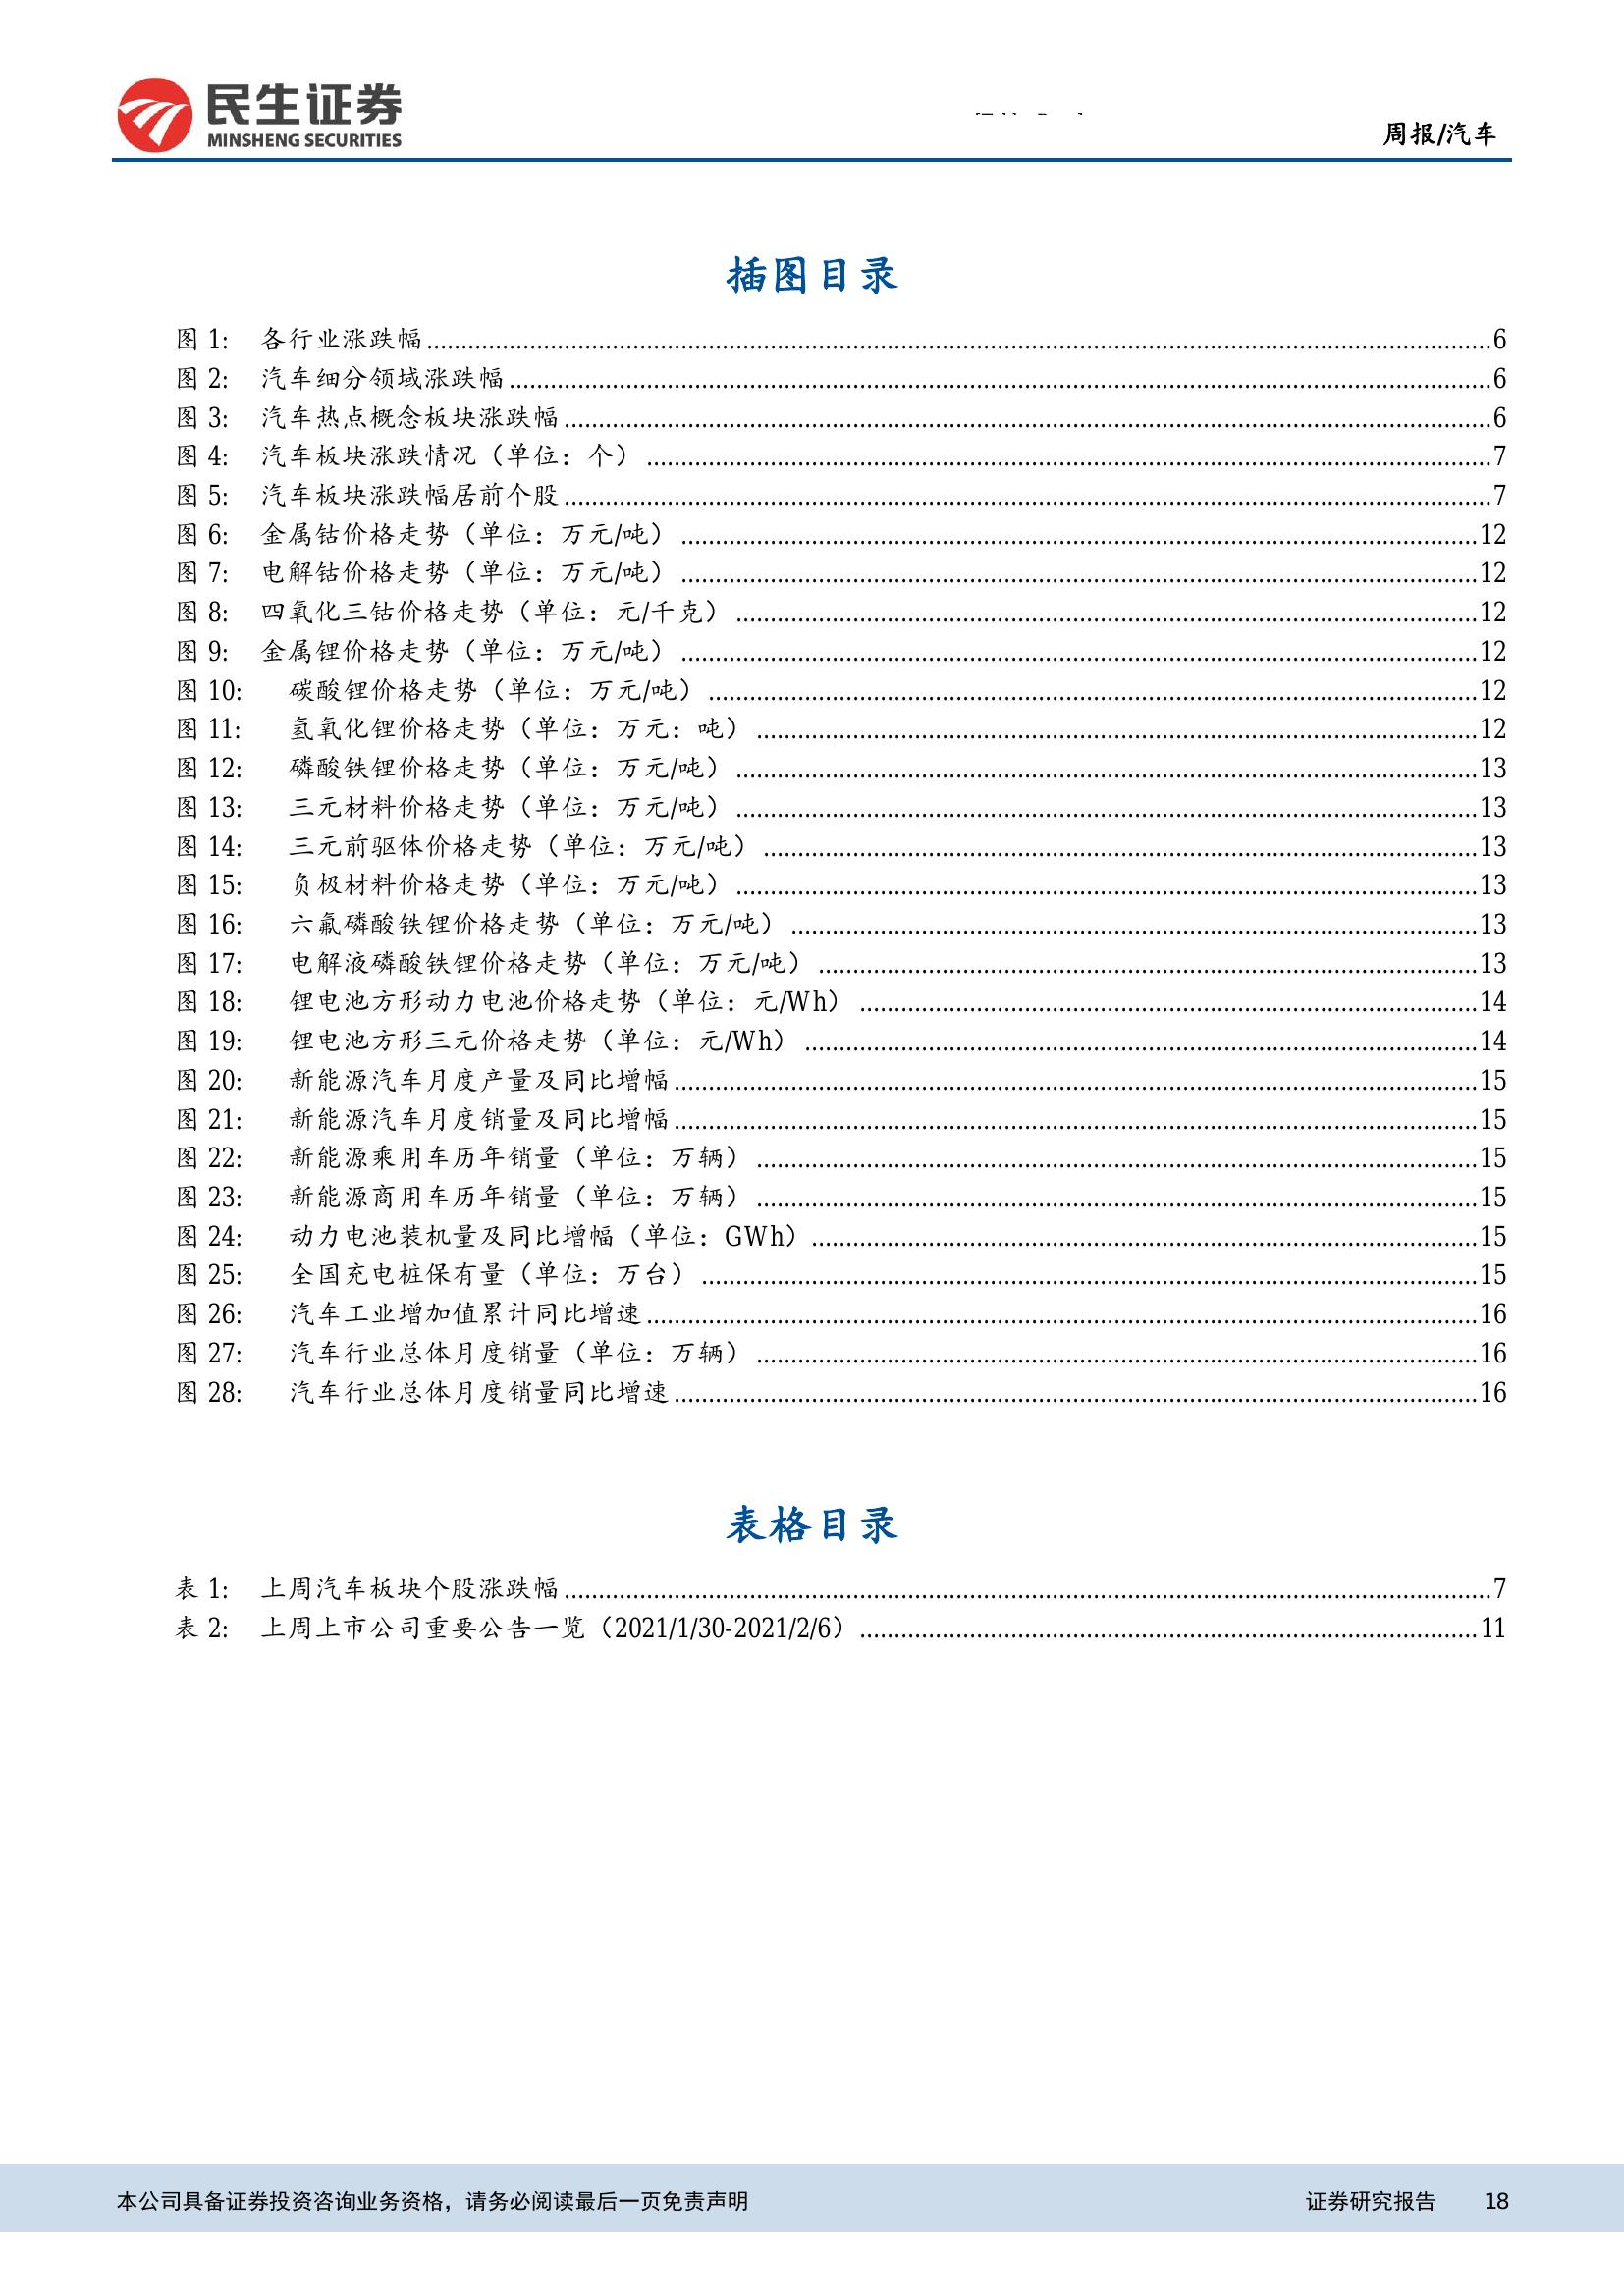 民生证券
MINSHENG SECURITIES
周报/汽车
插图目录
图 1: 各行业涨跌幅........................................6
图 2: 汽车细分领域涨跌幅........................................6
图 3: 汽车热点概念板块涨跌幅........................................6
图 4: 汽车板块涨跌情况（单位：个）........................................7
图 5: 汽车板块涨跌幅居前个股........................................7
图 6: 金属钴价格走势（单位：万元/吨）........................................12
图 7: 电解钴价格走势（单位：万元/吨）........................................12
图 8: 四氧化三钴价格走势（单位：元/千克）........................................12
图 9: 金属锂价格走势（单位：万元/吨）........................................12
图 10: 碳酸锂价格走势（单位：万元/吨）........................................12
图 11: 氢氧化锂价格走势（单位：万元：吨）........................................12
图 12: 磷酸铁锂价格走势（单位：万元/吨）........................................13
图 13: 三元材料价格走势（单位：万元/吨）........................................13
图 14: 三元前驱体价格走势（单位：万元/吨）........................................13
图 15: 负极材料价格走势（单位：万元/吨）........................................13
图 16: 六氟磷酸铁锂价格走势（单位：万元/吨）........................................13
图 17: 电解液磷酸铁锂价格走势（单位：万元/吨）........................................13
图 18: 锂电池方形动力电池价格走势（单位：元/Wh）........................................14
图 19: 锂电池方形三元价格走势（单位：元/Wh）........................................14
图 20: 新能源汽车月度产量及同比增幅........................................15
图 21: 新能源汽车月度销量及同比增幅........................................15
图 22: 新能源乘用车历年销量（单位：万辆）........................................15
图 23: 新能源商用车历年销量（单位：万辆）........................................15
图 24: 动力电池装机量及同比增幅（单位：GWh）........................................15
图 25: 全国充电桩保有量（单位：万台）........................................15
图 26: 汽车工业增加值累计同比增速........................................16
图 27: 汽车行业总体月度销量（单位：万辆）........................................16
图 28: 汽车行业总体月度销量同比增速........................................16
表格目录
表 1: 上周汽车板块个股涨跌幅........................................7
表 2: 上周上市公司重要公告一览（2021/1/30-2021/2/6）........................................11
本公司具备证券投资咨询业务资格，请务必阅读最后一页免责声明 证券研究报告 18